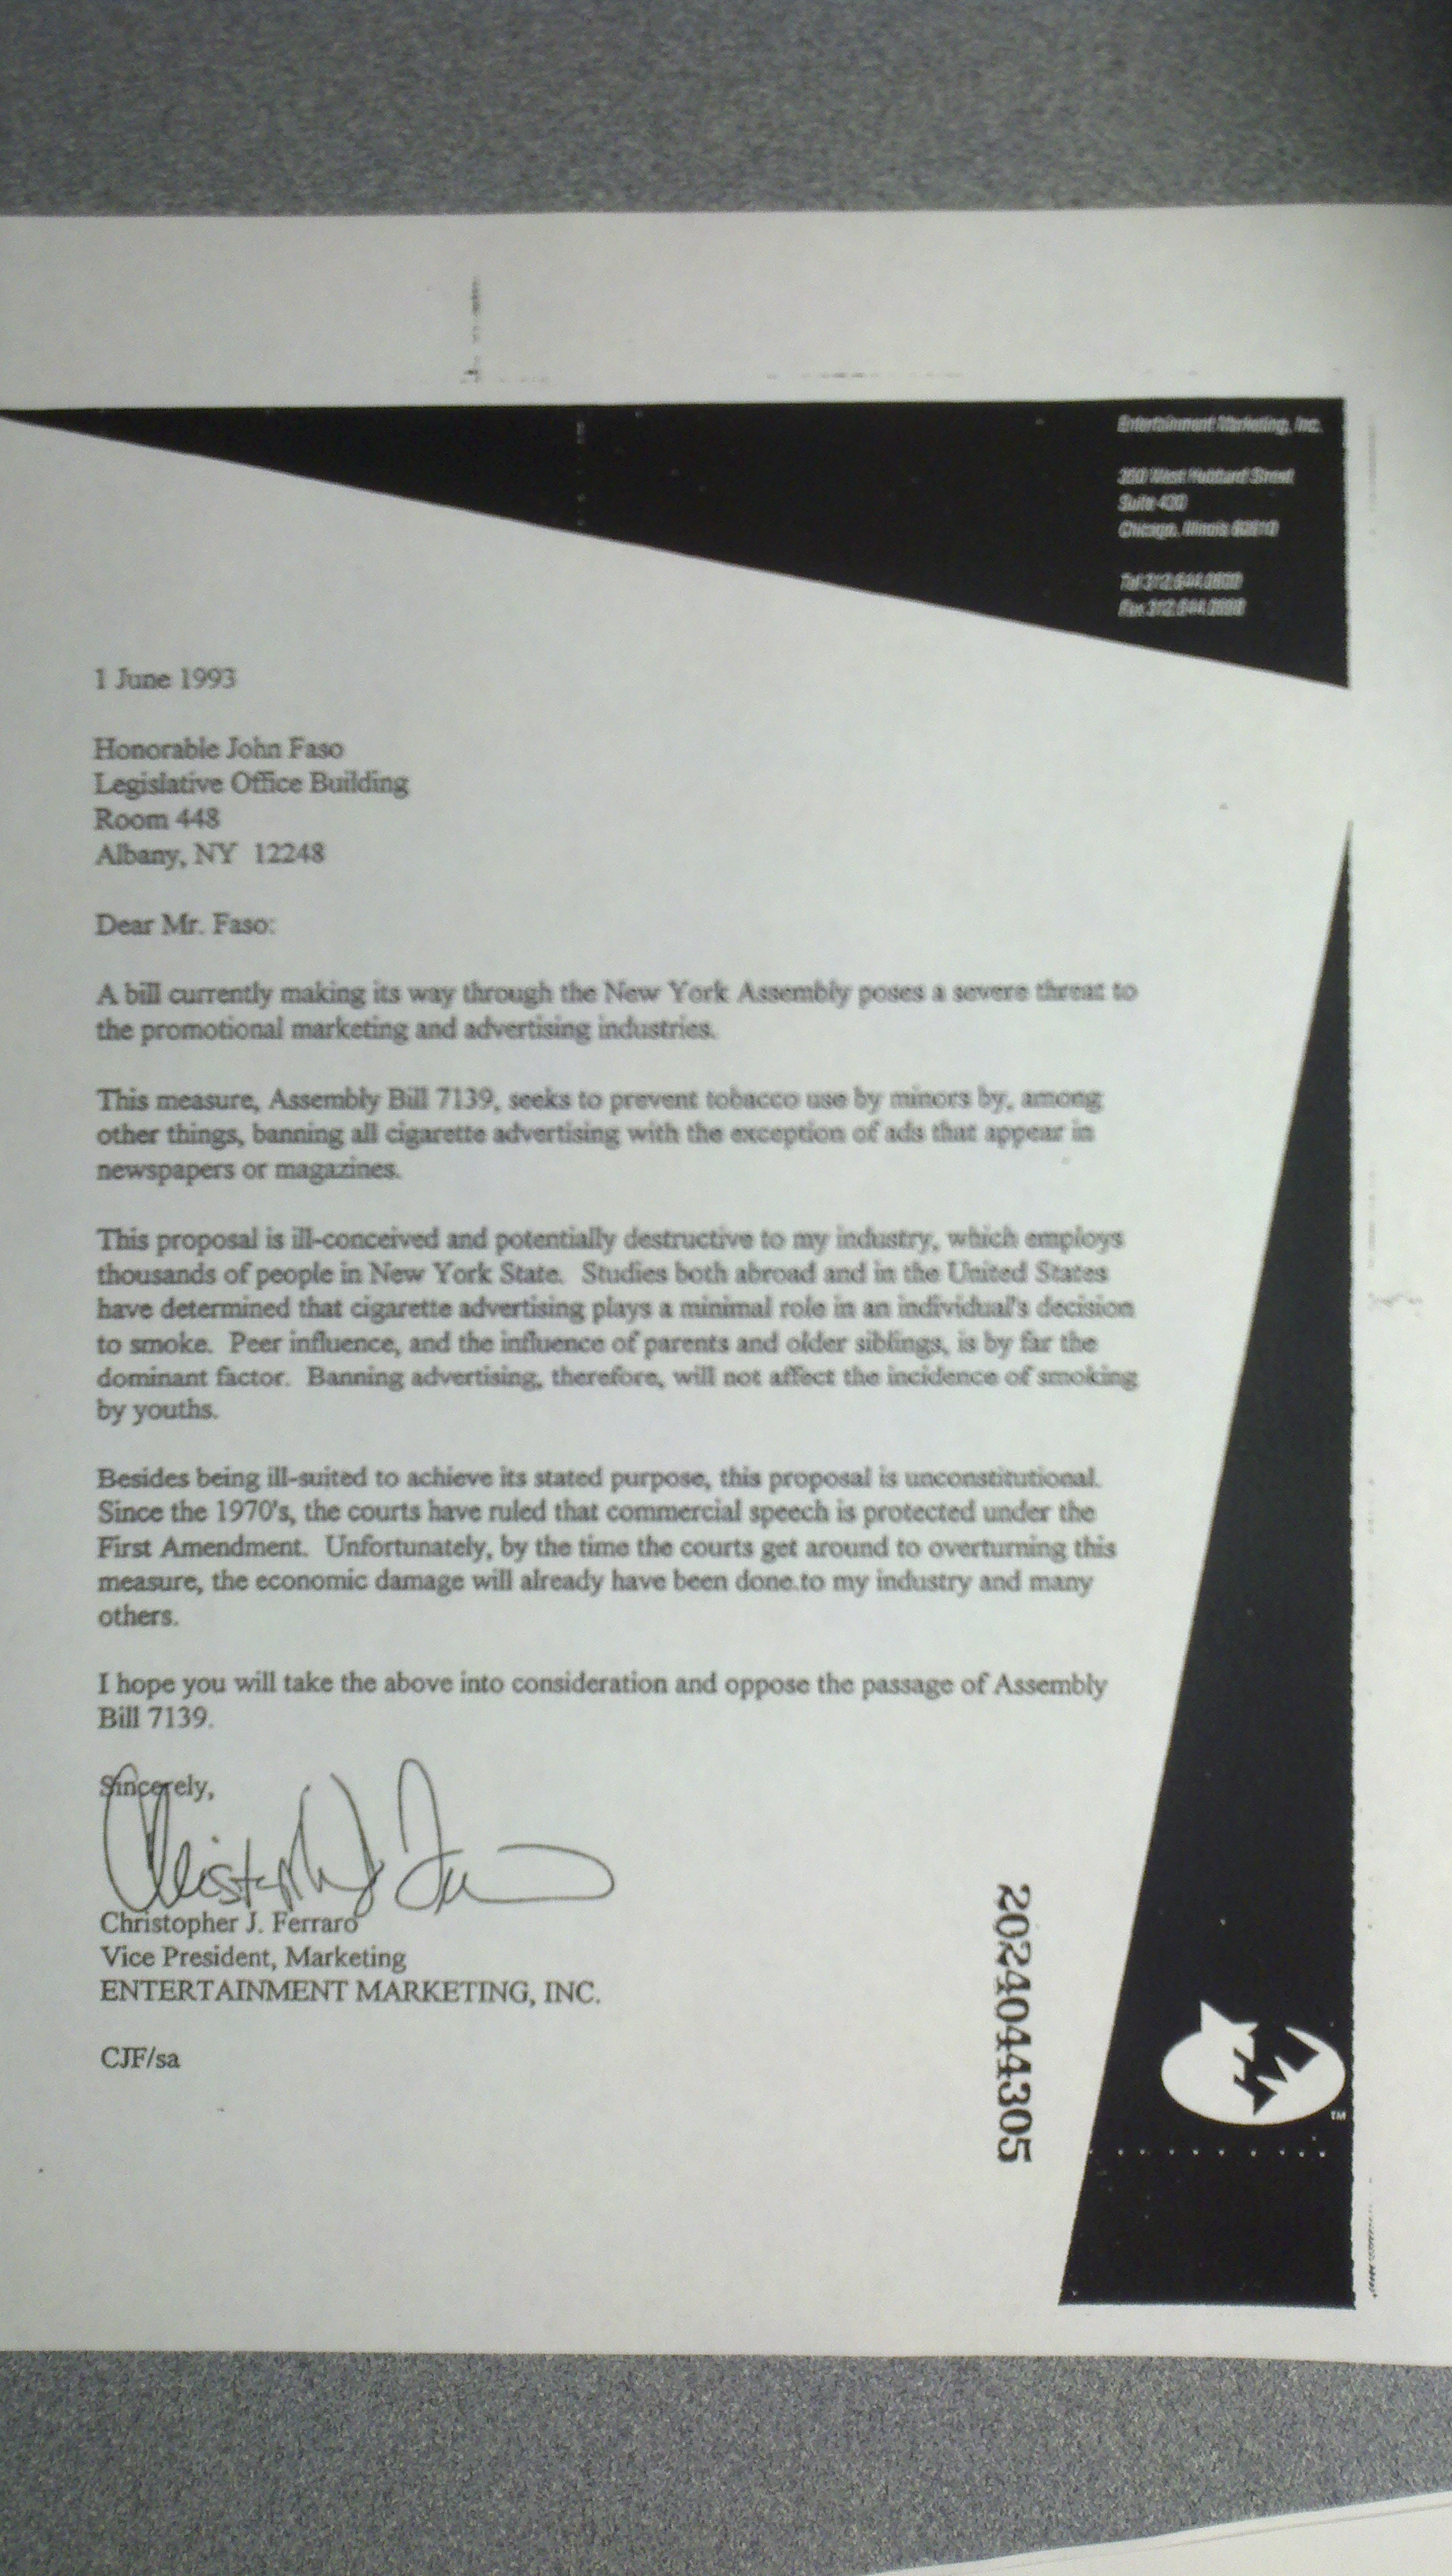 Entertainment Marketing, Inc.
350 West Hubbard Street
Suite 420
Chicago, Illinois 60610
Tel 312.644.0600
Fax 312.644.0698
1 June 1993
Honorable John Faso
Legislative Office Building
Room 448
Albany, NY 12248
Dear Mr. Faso:
A bill currently making its way through the New York Assembly poses a severe threat to
the promotional marketing and advertising industries.
This measure, Assembly Bill 7139, seeks to prevent tobacco use by minors by, among
other things, banning all cigarette advertising with the exception of ads that appear in
newspapers or magazines.
This proposal is ill-conceived and potentially destructive to my industry, which employs
thousands of people in New York State. Studies both abroad and in the United States
have determined that cigarette advertising plays a minimal role in an individual's decision
to smoke. Peer influence, and the influence of parents and older siblings, is by far the
dominant factor. Banning advertising, therefore, will not affect the incidence of smoking
by youths.
Besides being ill-suited to achieve its stated purpose, this proposal is unconstitutional.
Since the 1970's, the courts have ruled that commercial speech is protected under the
First Amendment. Unfortunately, by the time the courts get around to overturning this
measure, the economic damage will already have been done.to my industry and many
others.
I hope you will take the above into consideration and oppose the passage of Assembly
Bill 7139.
Sincerely,
Christopher J. Ferraro
Vice President, Marketing
ENTERTAINMENT MARKETING, INC.
CJF/sa
2024044305
EM
TM